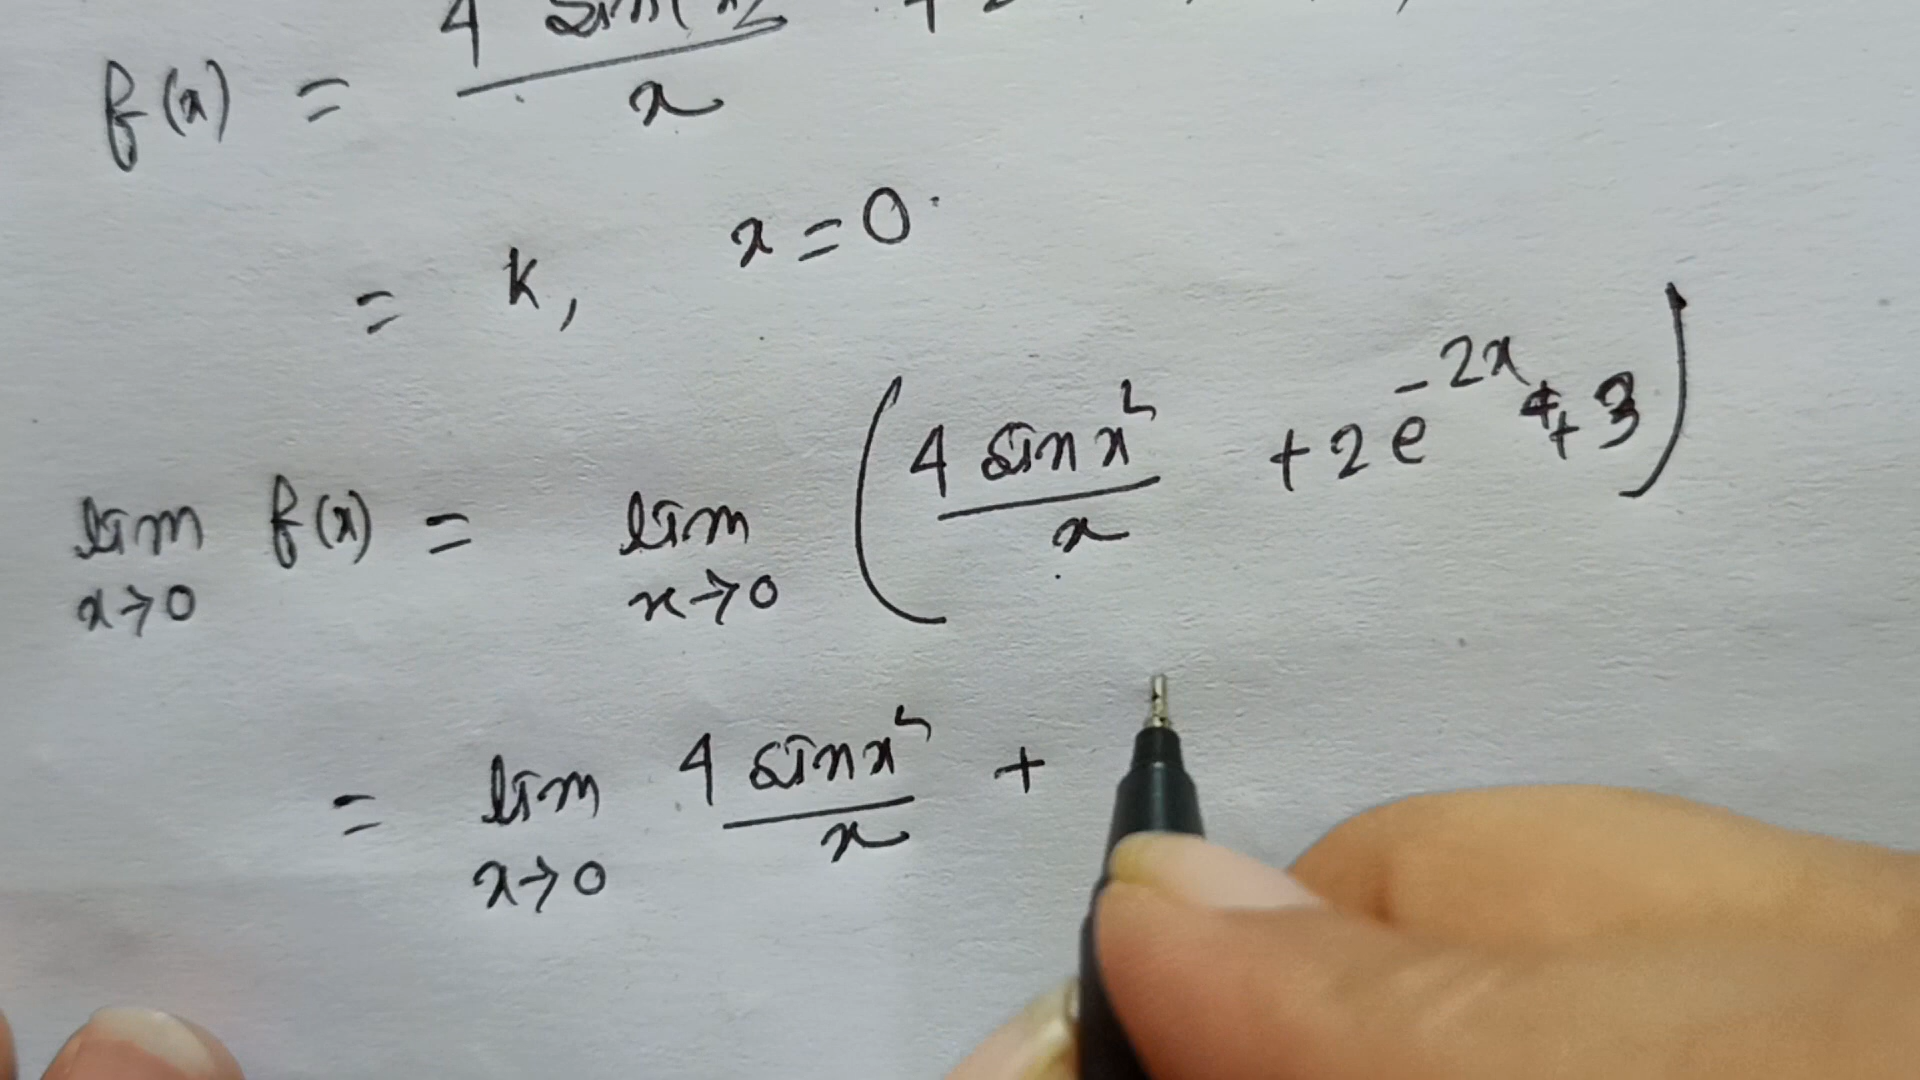 f(x) = 4 sin(x² / x
= k, x = 0.
lim x→0 f(x) = lim x→0 ( 4 sin x² / x + 2e^-2x + 3 )
= lim x→0 4 sin x² / x +